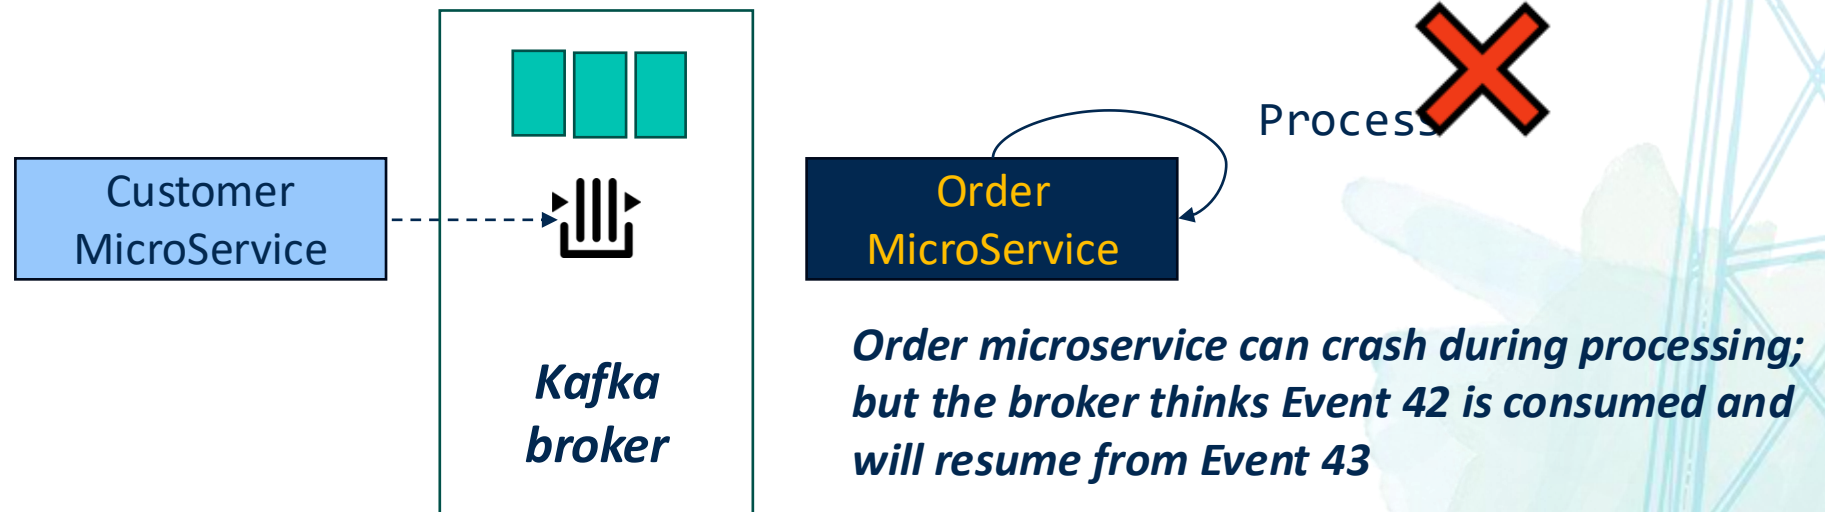 Process
Customer
MicroService
Order
MicroService
Kafka
broker
Order microservice can crash during processing;
but the broker thinks Event 42 is consumed and
will resume from Event 43